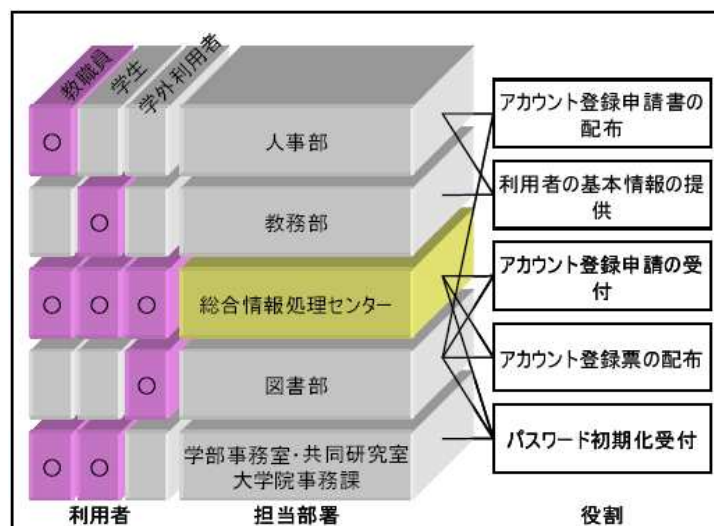 教職員
学生
学外利用者
○
人事部
○
教務部
○ ○ ○
総合情報処理センター
○
図書部
○ ○
学部事務室・共同研究室
大学院事務課
アカウント登録申請書の
配布
利用者の基本情報の提
供
アカウント登録申請の受
付
アカウント登録票の配布
パスワード初期化受付
利用者
担当部署
役割